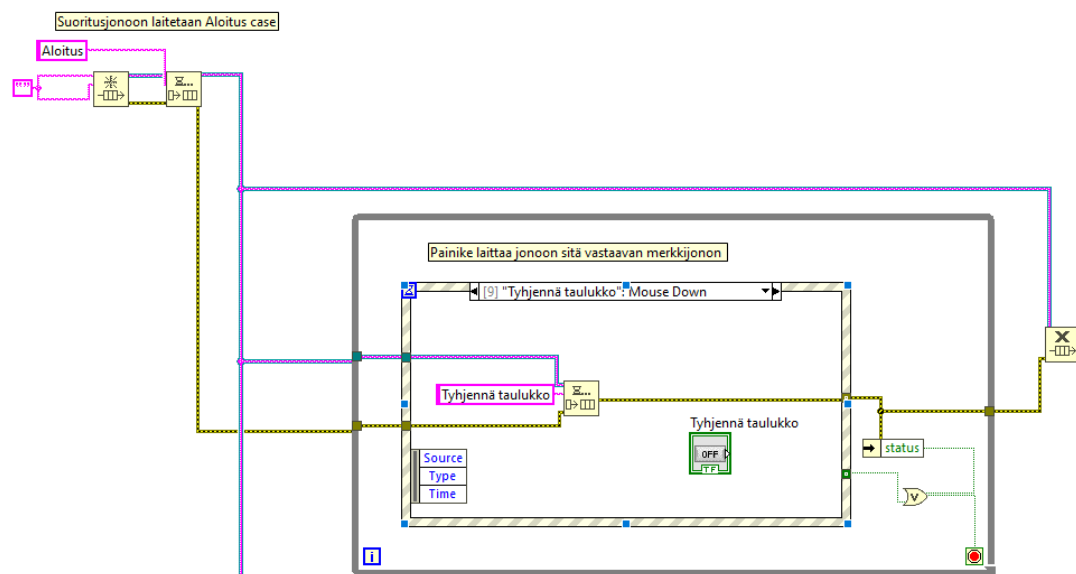 Suoritusjonoon laitetaan Aloitus case
Aloitus
""
Painike laittaa jonoon sitä vastaavan merkkijonon
[9] "Tyhjennä taulukko": Mouse Down
Tyhjennä taulukko
Tyhjennä taulukko
OFF
TF
status
Source
Type
Time
V
i